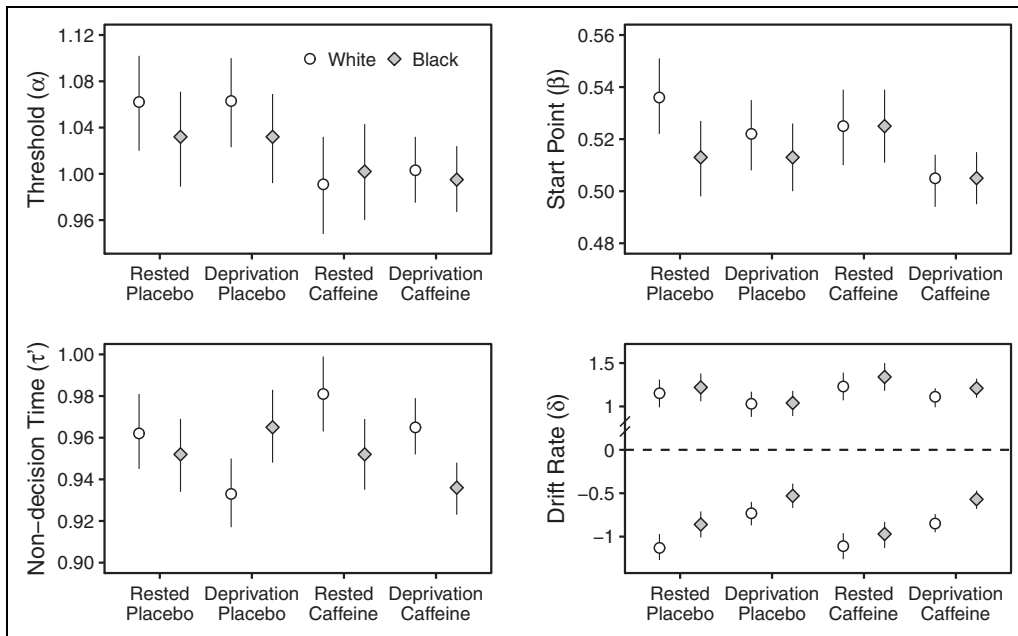 Threshold (α)
1.12
1.08
1.04
1.00
0.96
White Black
Rested Placebo
Deprivation Placebo
Rested Caffeine
Deprivation Caffeine
Start Point (β)
0.56
0.54
0.52
0.50
0.48
Rested Placebo
Deprivation Placebo
Rested Caffeine
Deprivation Caffeine
Non−decision Time (τ')
1.00
0.98
0.96
0.94
0.92
0.90
Rested Placebo
Deprivation Placebo
Rested Caffeine
Deprivation Caffeine
Drift Rate (δ)
1.5
1
0
−0.5
−1
Rested Placebo
Deprivation Placebo
Rested Caffeine
Deprivation Caffeine